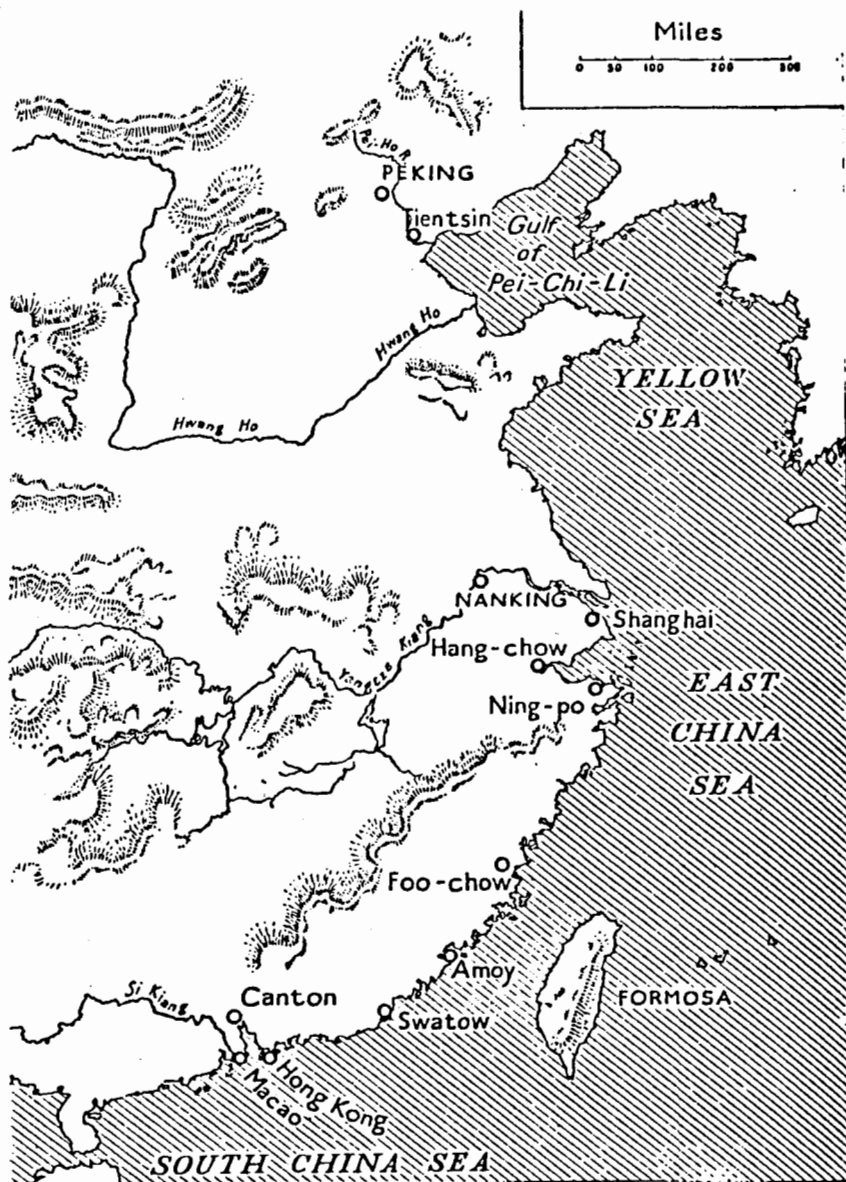 Miles
0 50 100 200 300
Pei-Ho R.
PEKING
Tientsin
Gulf
of
Pei-Chi-Li
Hwang Ho
YELLOW
SEA
Hwang Ho
NANKING
Shanghai
Yangtze Kiang
Hang-chow
Ning-po
EAST
CHINA
SEA
Foo-chow
Amoy
FORMOSA
Si Kiang
Canton
Swatow
Hong Kong
Macao
SOUTH CHINA SEA